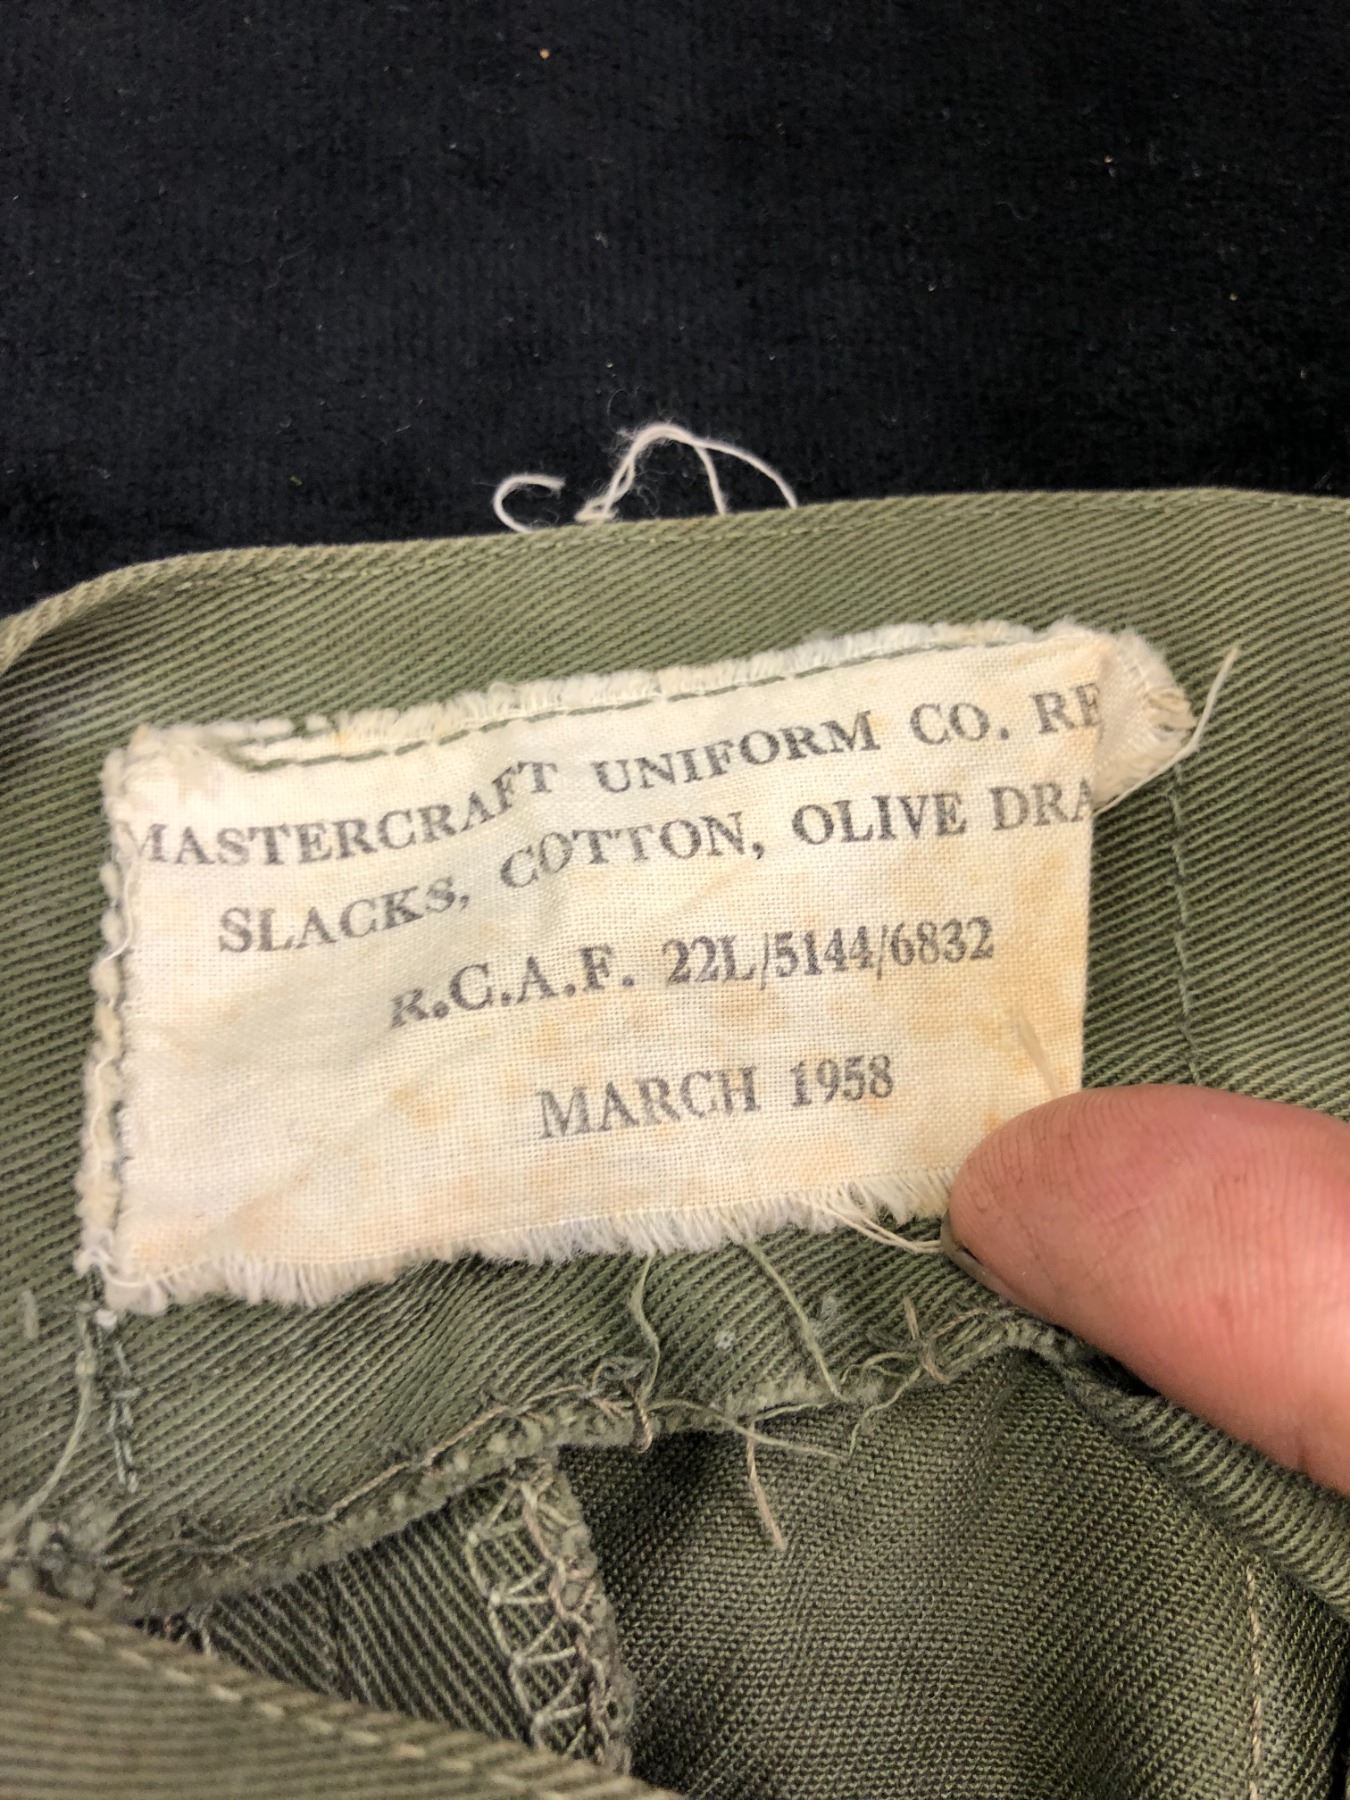 MASTERCRAFT UNIFORM CO. RE
SLACKS, COTTON, OLIVE DRA
R.C.A.F. 22L/5144/6832
MARCH 1958